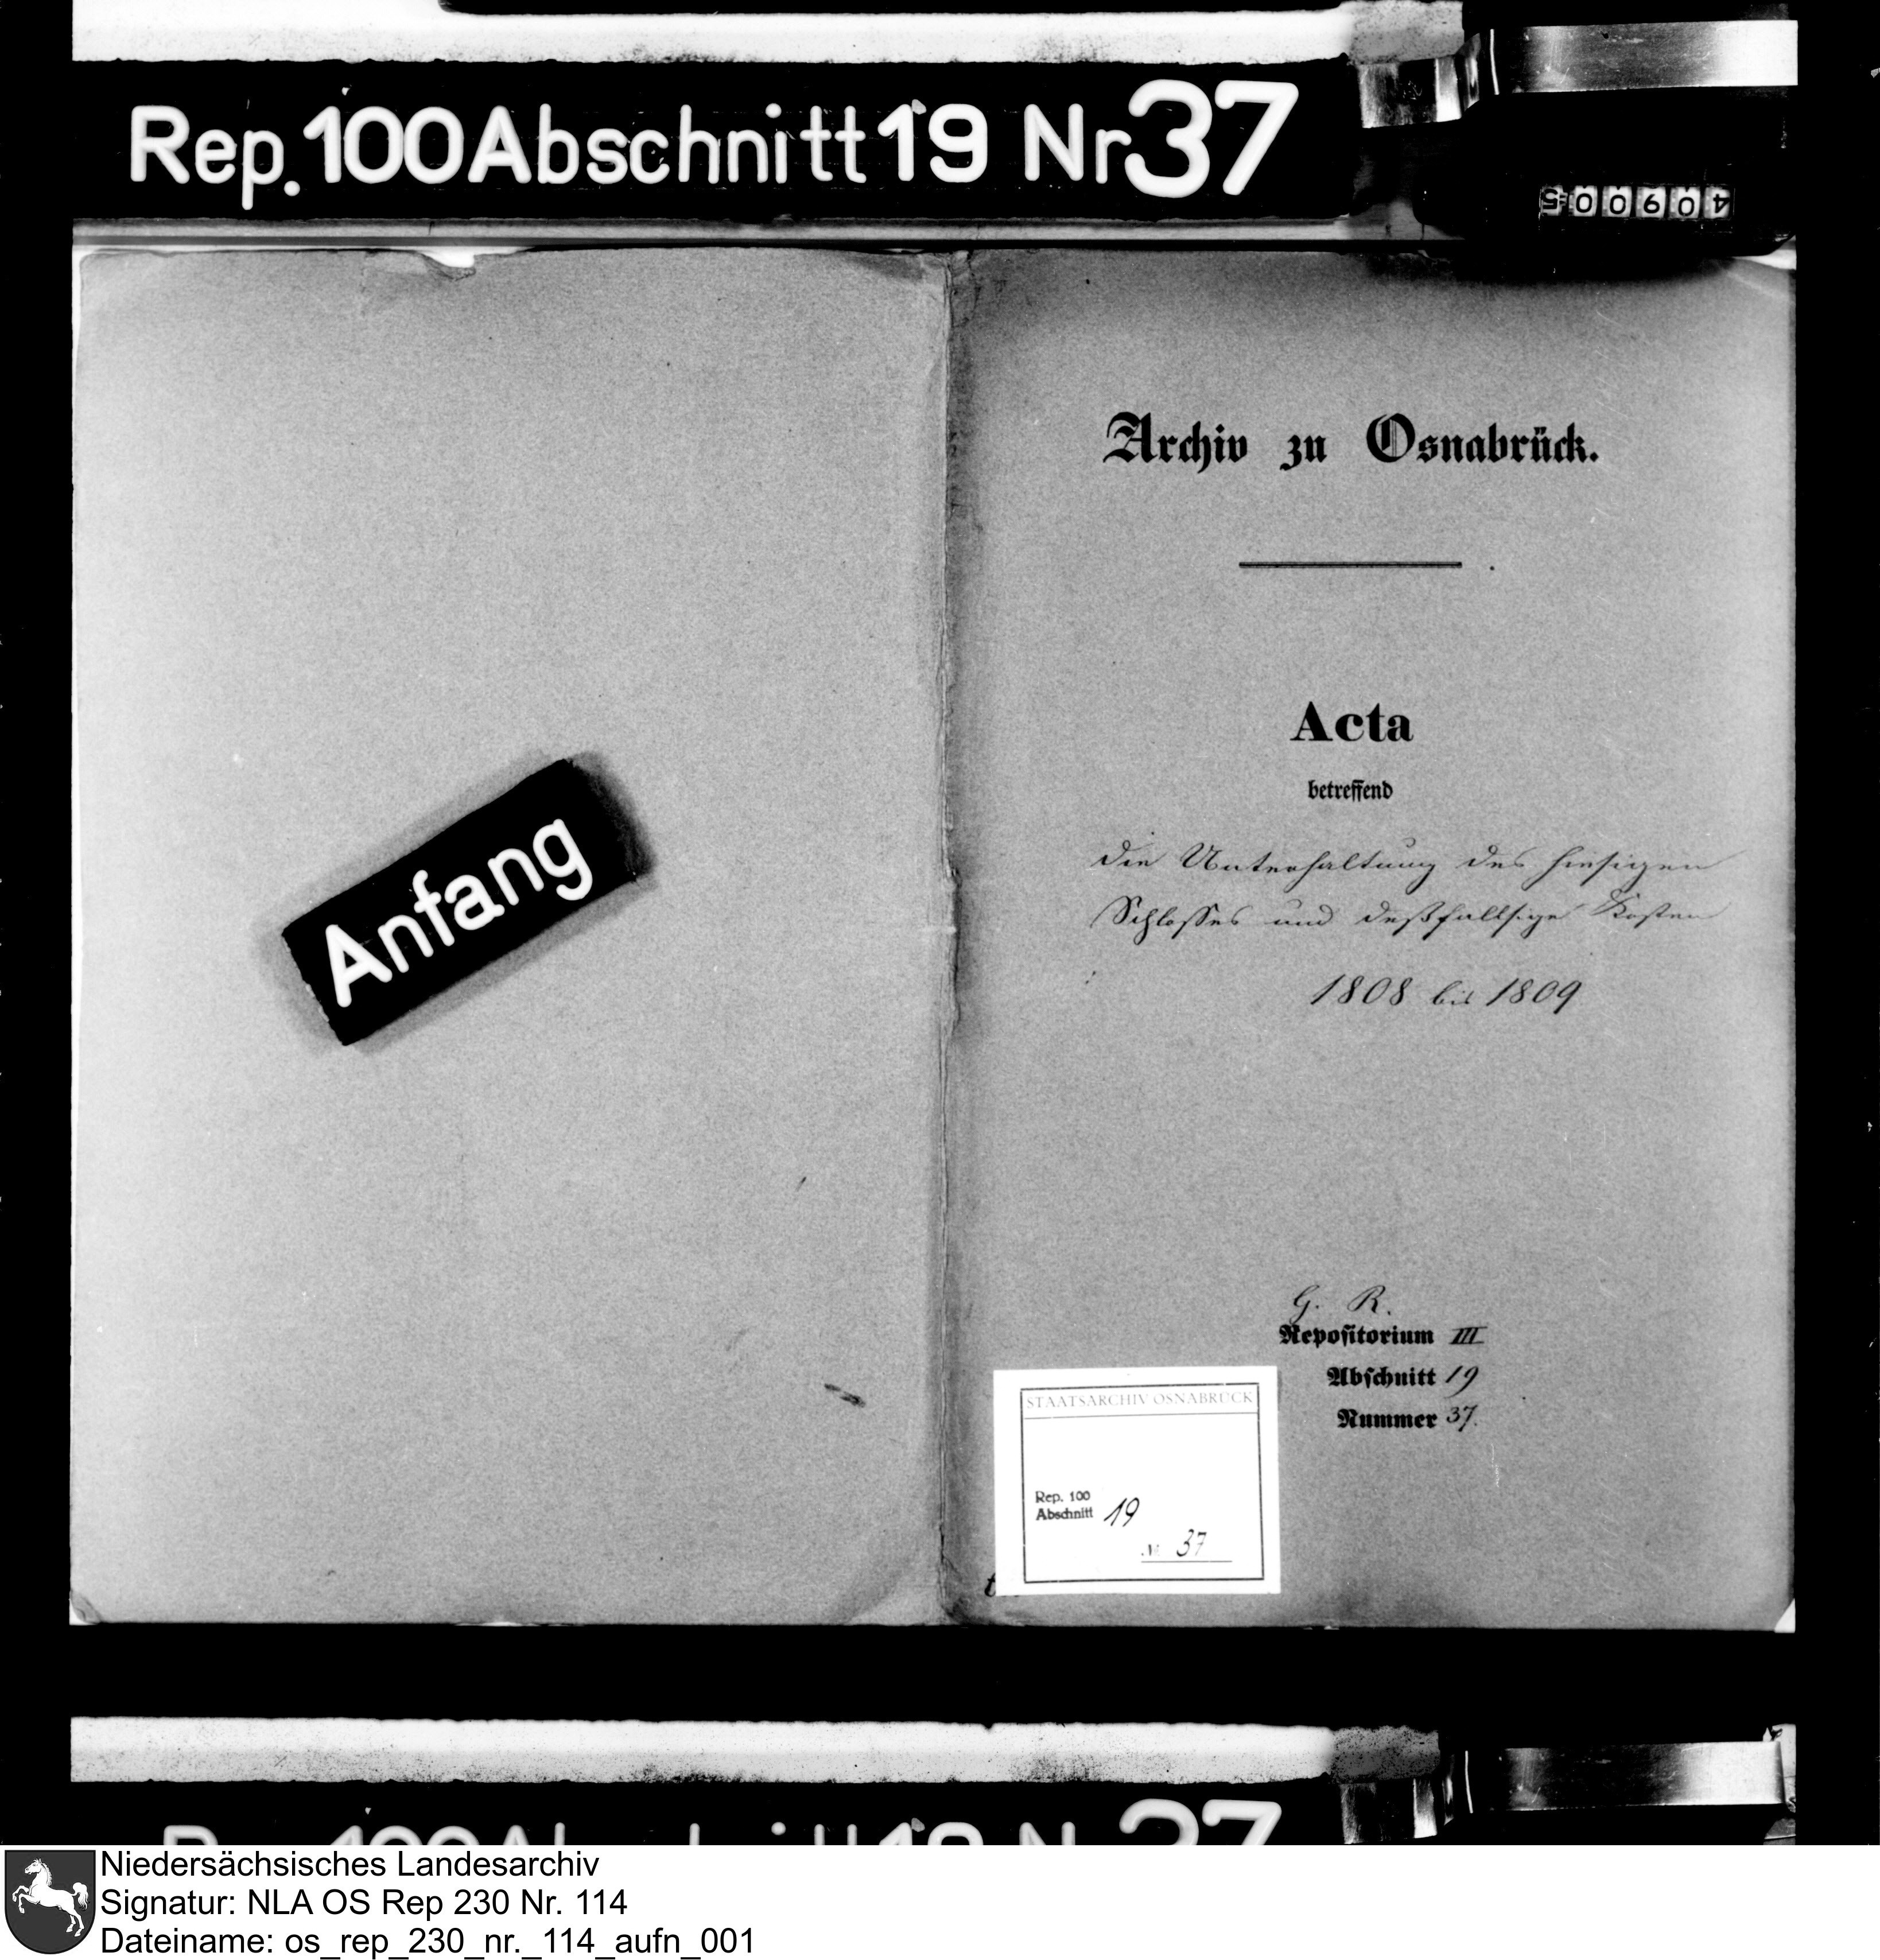 Rep. 100 Abschnitt 19 Nr 37
Anfang
Archiv zu Osnabrück.
Acta
betreffend
die Unterhaltung des hiesigen
Schlosses und deßfallsige Kosten
1808 bis 1809
G. R.
Repositorium III
Abschnitt 19
Nummer 37.
STAATSARCHIV OSNABRÜCK
Rep. 100
Abschnitt 19
№ 37
Niedersächsisches Landesarchiv
Signatur: NLA OS Rep 230 Nr. 114
Dateiname: os_rep_230_nr._114_aufn_001